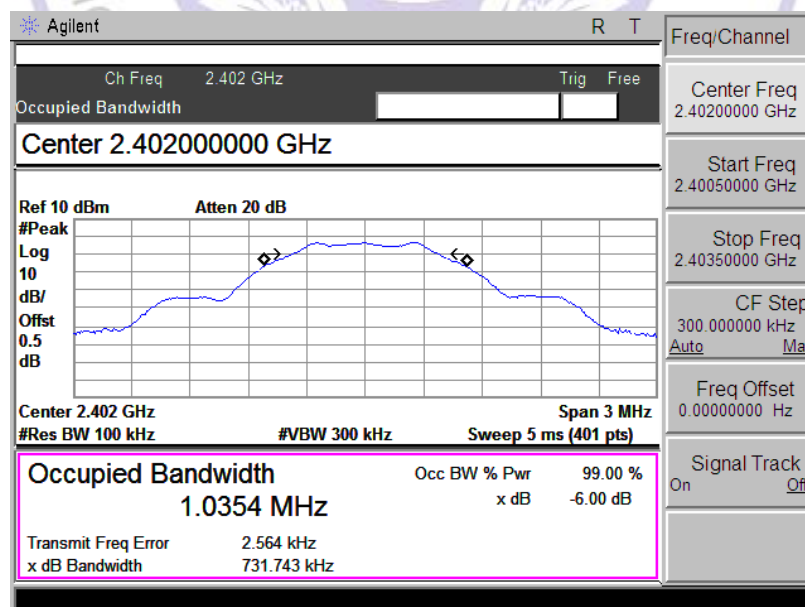 Agilent R T
Ch Freq 2.402 GHz Trig Free
Occupied Bandwidth
Center 2.402000000 GHz
Ref 10 dBm Atten 20 dB
#Peak
Log
10
dB/
Offst
0.5
dB
Center 2.402 GHz Span 3 MHz
#Res BW 100 kHz #VBW 300 kHz Sweep 5 ms (401 pts)
Occupied Bandwidth Occ BW % Pwr 99.00 %
1.0354 MHz x dB -6.00 dB
Transmit Freq Error 2.564 kHz
x dB Bandwidth 731.743 kHz
Freq/Channel
Center Freq
2.40200000 GHz
Start Freq
2.40050000 GHz
Stop Freq
2.40350000 GHz
CF Step
300.000000 kHz
Auto Ma
Freq Offset
0.00000000 Hz
Signal Track
On Off